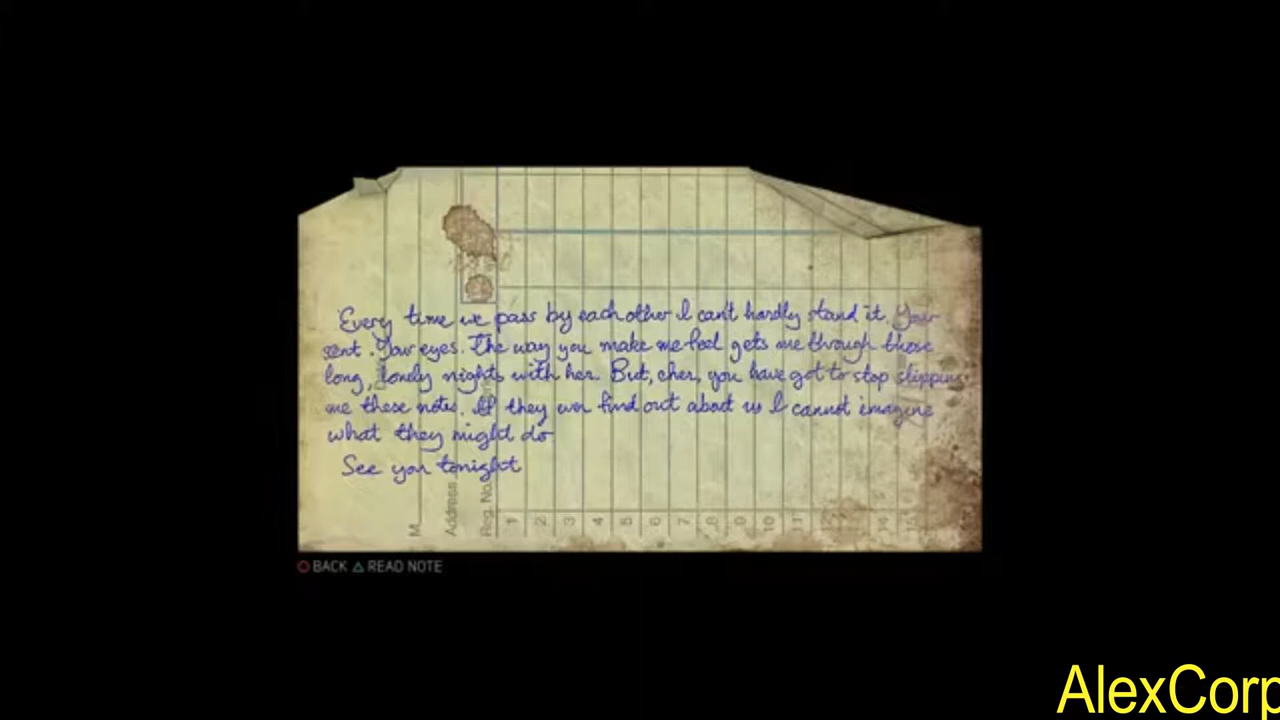 Every time we pass by each other I can't hardly stand it. Your
sent. Your eyes. The way you make me feel gets me through those
long, lonely nights with her. But, cher, you have got to stop slipping
me these notes. If they ever find out about us I cannot imagine
what they might do
See you tonight
M
Address
Reg. No.
1 2 3 4 5 6 7 8 9 10 11 12 14 15
BACK READ NOTE
AlexCorp